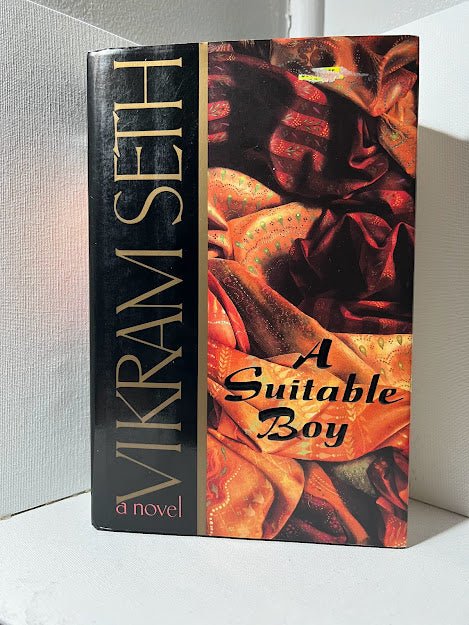 VIKRAM SETH
a novel
A
Suitable
Boy